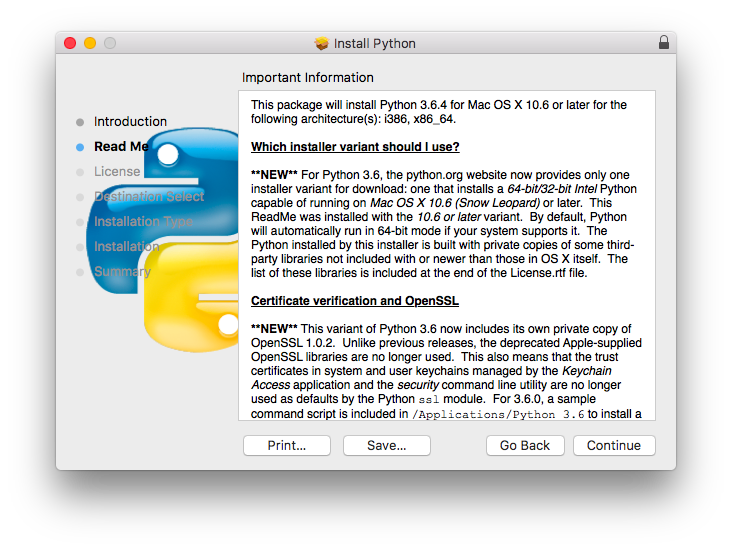 Install Python
Important Information
Introduction
Read Me
License
Destination Select
Installation Type
Installation
Summary
This package will install Python 3.6.4 for Mac OS X 10.6 or later for the
following architecture(s): i386, x86_64.
Which installer variant should I use?
**NEW** For Python 3.6, the python.org website now provides only one
installer variant for download: one that installs a 64-bit/32-bit Intel Python
capable of running on Mac OS X 10.6 (Snow Leopard) or later.  This
ReadMe was installed with the 10.6 or later variant.  By default, Python
will automatically run in 64-bit mode if your system supports it.  The
Python installed by this installer is built with private copies of some third-
party libraries not included with or newer than those in OS X itself.  The
list of these libraries is included at the end of the License.rtf file.
Certificate verification and OpenSSL
**NEW** This variant of Python 3.6 now includes its own private copy of
OpenSSL 1.0.2.  Unlike previous releases, the deprecated Apple-supplied
OpenSSL libraries are no longer used.  This also means that the trust
certificates in system and user keychains managed by the Keychain
Access application and the security command line utility are no longer
used as defaults by the Python ssl module.  For 3.6.0, a sample
command script is included in /Applications/Python 3.6 to install a
Print...
Save...
Go Back
Continue